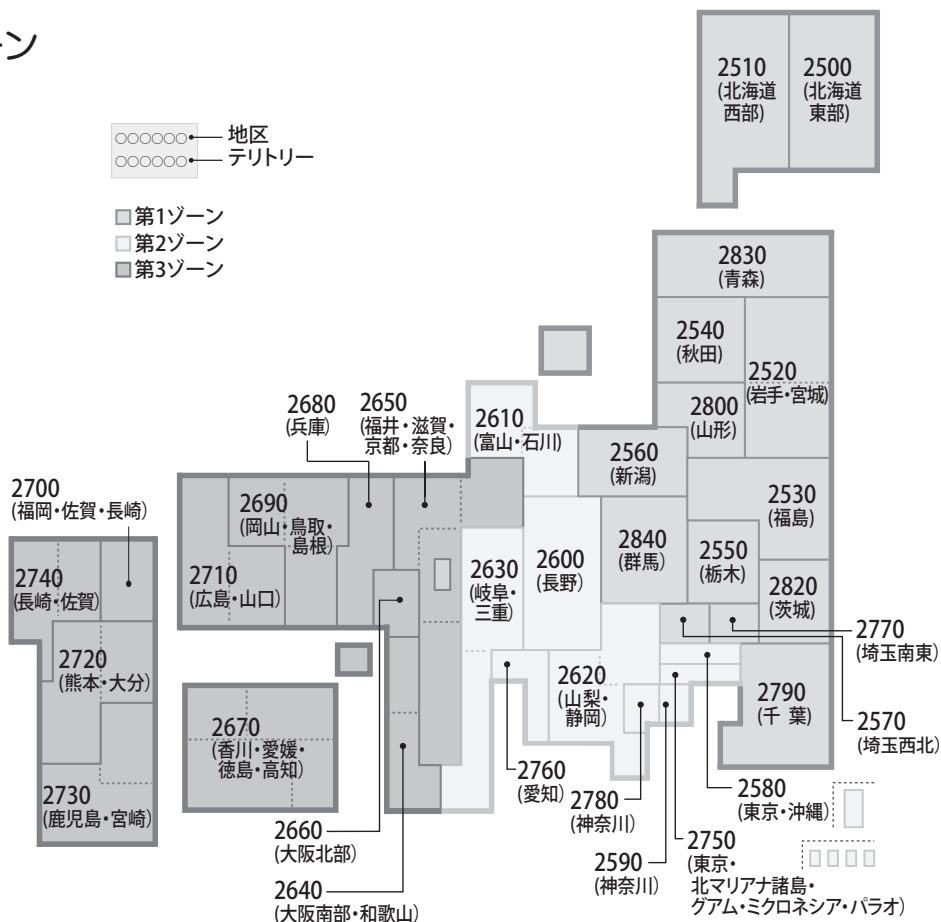 ーン
○○○○○○ 地区
○○○○○○ テリトリー
第1ゾーン
第2ゾーン
第3ゾーン
2510
(北海道
西部)
2500
(北海道
東部)
2830
(青森)
2540
(秋田)
2520
(岩手・宮城)
2800
(山形)
2680
(兵庫)
2650
(福井・滋賀・
京都・奈良)
2610
(富山・石川)
2560
(新潟)
2530
(福島)
2700
(福岡・佐賀・長崎)
2690
(岡山・鳥取・
島根)
2840
(群馬)
2550
(栃木)
2740
(長崎・佐賀)
2710
(広島・山口)
2630
(岐阜・
三重)
2600
(長野)
2820
(茨城)
2770
(埼玉南東)
2720
(熊本・大分)
2620
(山梨・
静岡)
2790
(千 葉)
2570
(埼玉西北)
2670
(香川・愛媛・
徳島・高知)
2760
(愛知)
2780
(神奈川)
2580
(東京・沖縄)
2730
(鹿児島・宮崎)
2660
(大阪北部)
2590
(神奈川)
2750
(東京・
北マリアナ諸島・
グアム・ミクロネシア・パラオ)
2640
(大阪南部・和歌山)